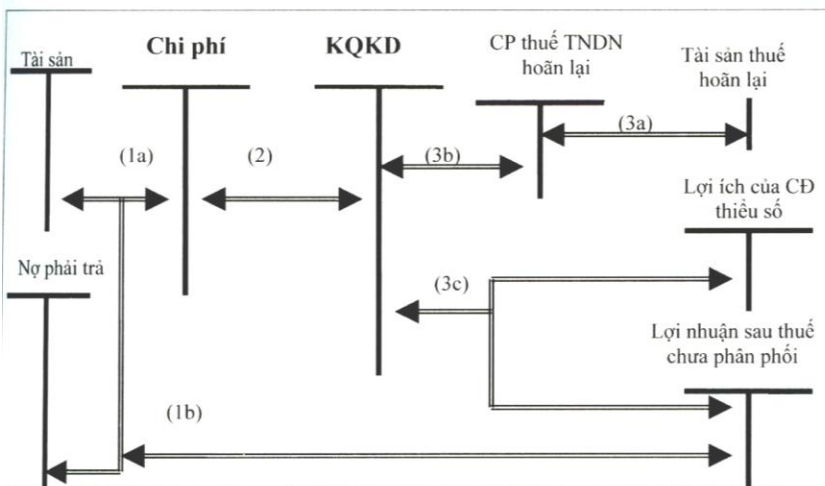 Tài sản
Chi phí
KQKD
CP thuế TNDN
hoãn lại
Tài sản thuế
hoãn lại
(1a)
(2)
(3b)
(3a)
Lợi ích của CĐ
thiểu số
Nợ phải trả
(3c)
Lợi nhuận sau thuế
chưa phân phối
(1b)